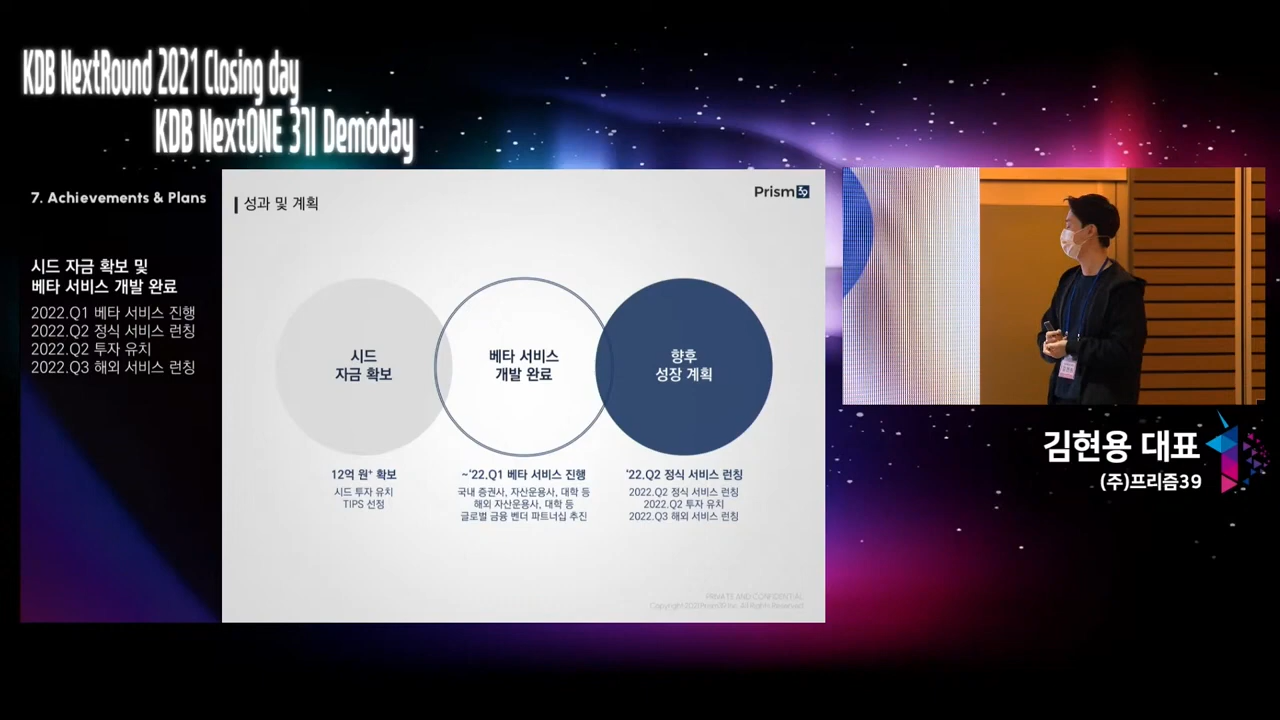 KDB NextRound 2021 Closing day
KDB NextONE 3기 Demoday
7. Achievements & Plans
시드 자금 확보 및
베타 서비스 개발 완료
2022.Q1 베타 서비스 진행
2022.Q2 정식 서비스 런칭
2022.Q2 투자 유치
2022.Q3 해외 서비스 런칭
성과 및 계획
Prism39
시드
자금 확보
베타 서비스
개발 완료
향후
성장 계획
12억 원+ 확보
시드 투자 유치
TIPS 선정
~'22.Q1 베타 서비스 진행
국내 증권사, 자산운용사, 대학 등
해외 자산운용사, 대학 등
글로벌 금융 벤더 파트너십 추진
'22.Q2 정식 서비스 런칭
2022.Q2 정식 서비스 런칭
2022.Q2 투자 유치
2022.Q3 해외 서비스 런칭
PRIVATE AND CONFIDENTIAL
Copyright 2021 Prism39 Inc. All Rights Reserved
김현용 대표
(주)프리즘39